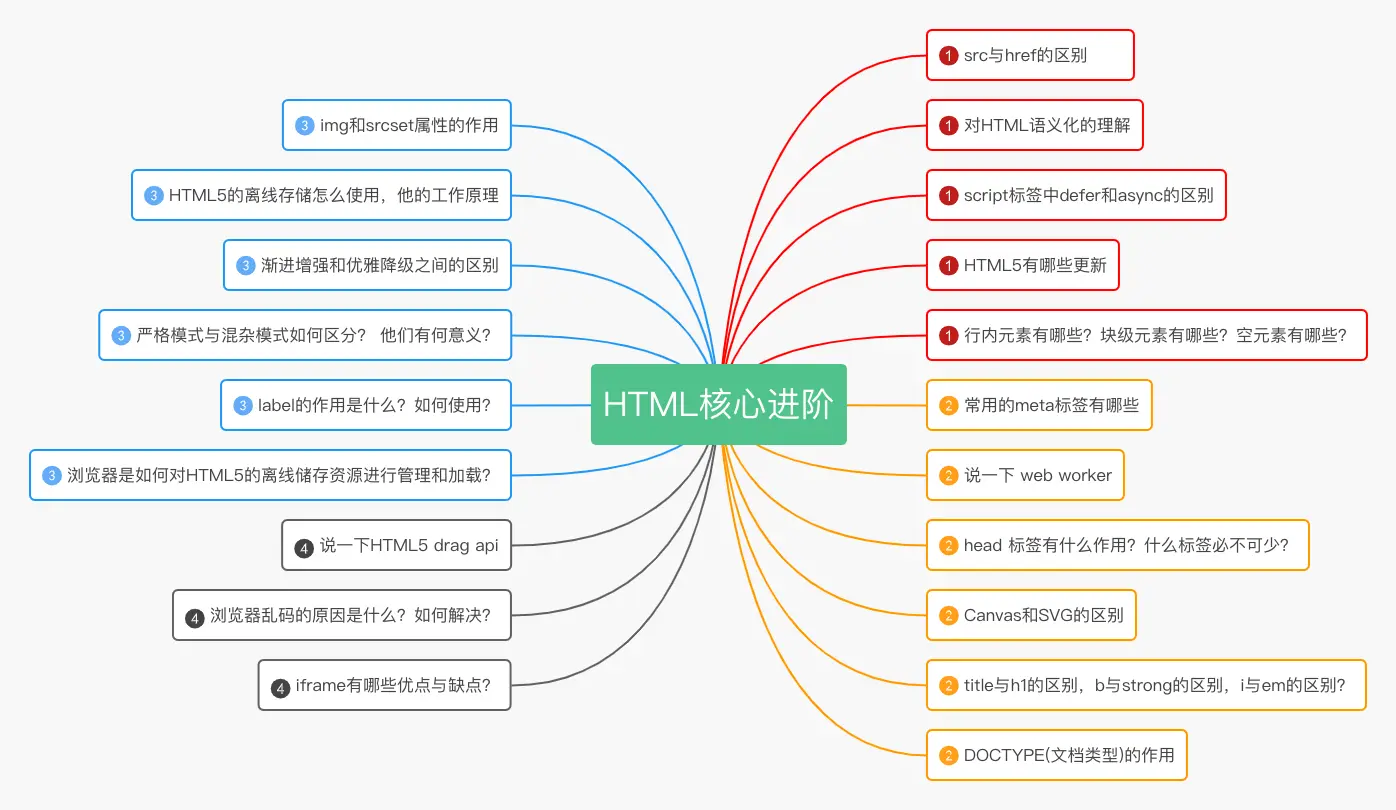 HTML核心进阶
1 src与href的区别
1 对HTML语义化的理解
1 script标签中defer和async的区别
1 HTML5有哪些更新
1 行内元素有哪些？块级元素有哪些？空元素有哪些？
2 常用的meta标签有哪些
2 说一下 web worker
2 head 标签有什么作用？什么标签必不可少？
2 Canvas和SVG的区别
2 title与h1的区别，b与strong的区别，i与em的区别？
2 DOCTYPE(文档类型)的作用
3 img和srcset属性的作用
3 HTML5的离线存储怎么使用，他的工作原理
3 渐进增强和优雅降级之间的区别
3 严格模式与混杂模式如何区分？ 他们有何意义？
3 label的作用是什么？如何使用？
3 浏览器是如何对HTML5的离线储存资源进行管理和加载？
4 说一下HTML5 drag api
4 浏览器乱码的原因是什么？如何解决？
4 iframe有哪些优点与缺点？